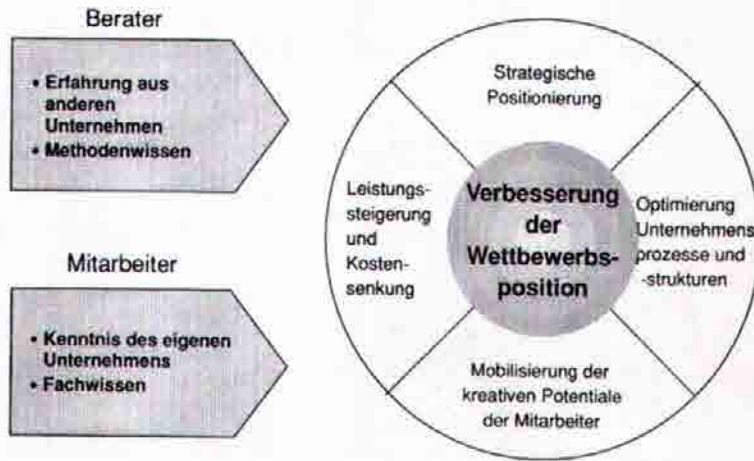 Berater
• Erfahrung aus
anderen
Unternehmen
• Methodenwissen
Mitarbeiter
• Kenntnis des eigenen
Unternehmens
• Fachwissen
Strategische
Positionierung
Leistungs-
steigerung
und
Kosten-
senkung
Verbesserung
der
Wettbewerbs-
position
Optimierung
Unternehmens
prozesse und
-strukturen
Mobilisierung der
kreativen Potentiale
der Mitarbeiter